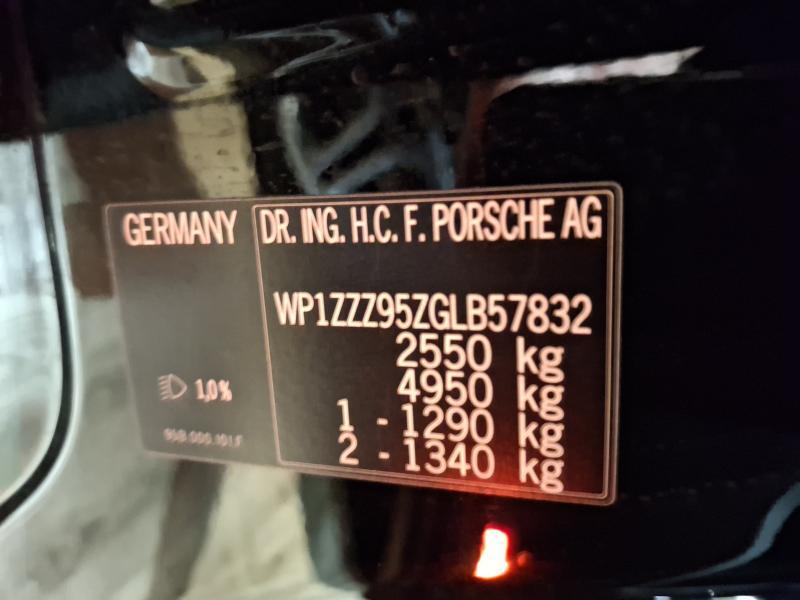 GERMANY
DR. ING. H.C. F. PORSCHE AG
WP1ZZZ95ZGLB57832
2550 kg
4950 kg
1 - 1290 kg
2 - 1340 kg
1,0%